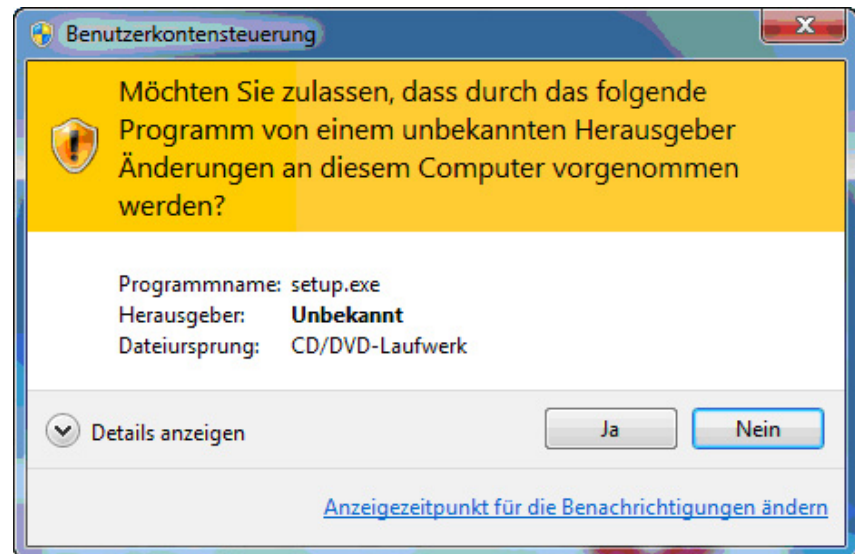 Benutzerkontensteuerung
Möchten Sie zulassen, dass durch das folgende
Programm von einem unbekannten Herausgeber
Änderungen an diesem Computer vorgenommen
werden?
Programmname: setup.exe
Herausgeber: Unbekannt
Dateiursprung: CD/DVD-Laufwerk
Details anzeigen Ja Nein
Anzeigezeitpunkt für die Benachrichtigungen ändern